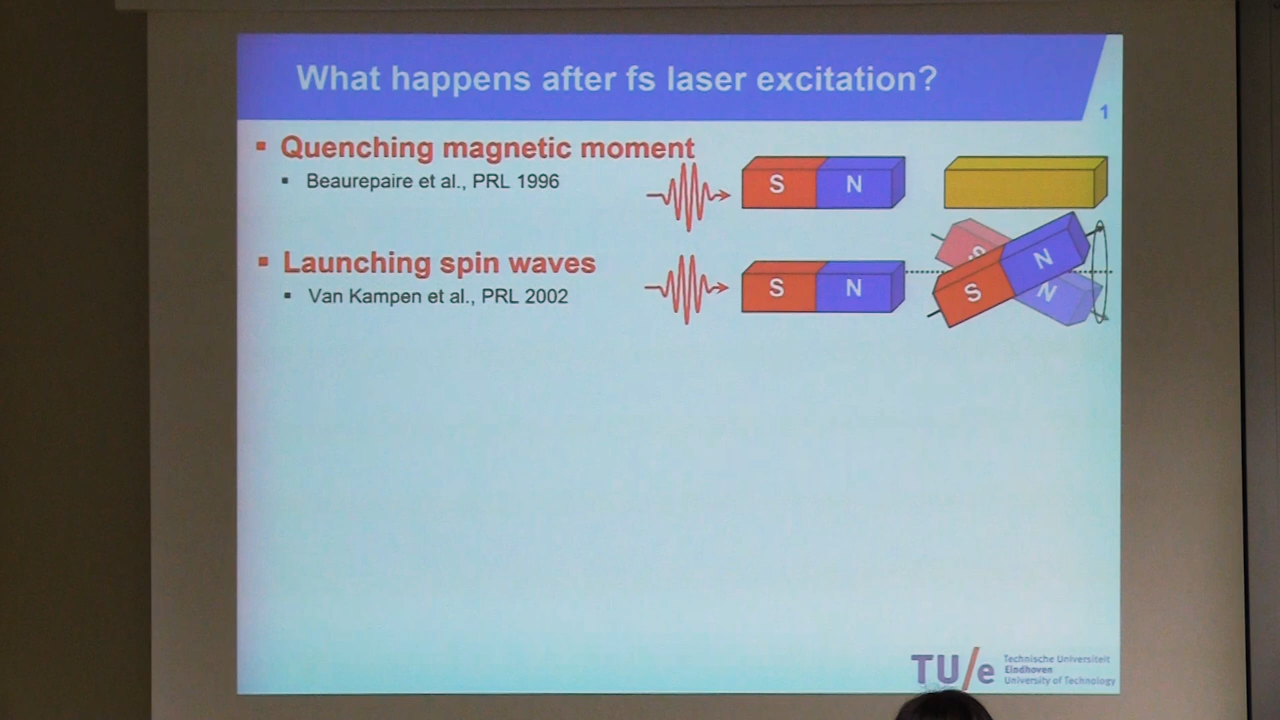 What happens after fs laser excitation?
1
▪ Quenching magnetic moment
▪ Beaurepaire et al., PRL 1996
S N
▪ Launching spin waves
▪ Van Kampen et al., PRL 2002
S N
S N
S N
TU/e Technische Universiteit
Eindhoven
University of Technology